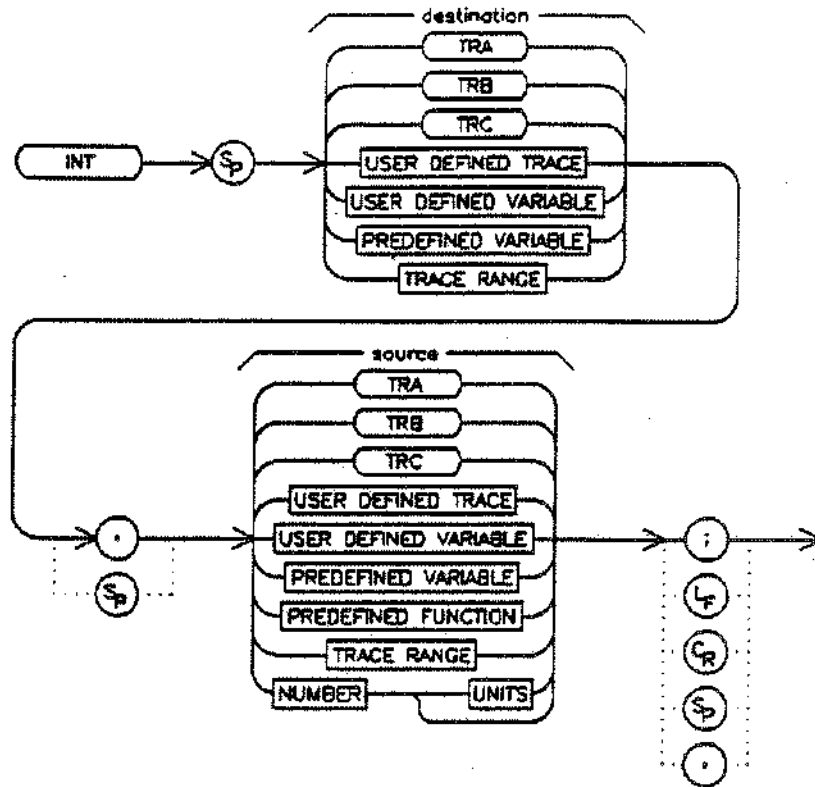 destination
TRA
TRB
TRC
INT
SP
USER DEFINED TRACE
USER DEFINED VARIABLE
PREDEFINED VARIABLE
TRACE RANGE
source
TRA
TRB
TRC
USER DEFINED TRACE
,
USER DEFINED VARIABLE
;
SP
PREDEFINED VARIABLE
LF
PREDEFINED FUNCTION
CR
TRACE RANGE
NUMBER UNITS
SP
,